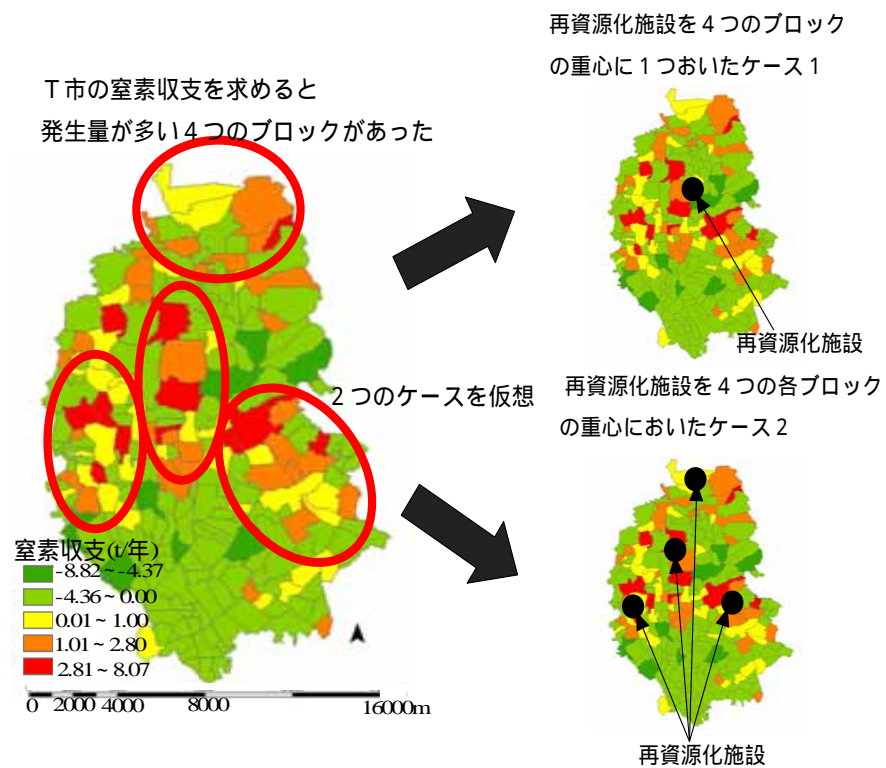 T市の窒素収支を求めると
発生量が多い4つのブロックがあった
再資源化施設を4つのブロック
の重心に1つおいたケース1
再資源化施設
2つのケースを仮想
再資源化施設を4つの各ブロック
の重心においたケース2
再資源化施設
窒素収支(t/年)
-8.82~-4.37
-4.36~0.00
0.01~1.00
1.01~2.80
2.81~8.07
0 2000 4000 8000 16000m